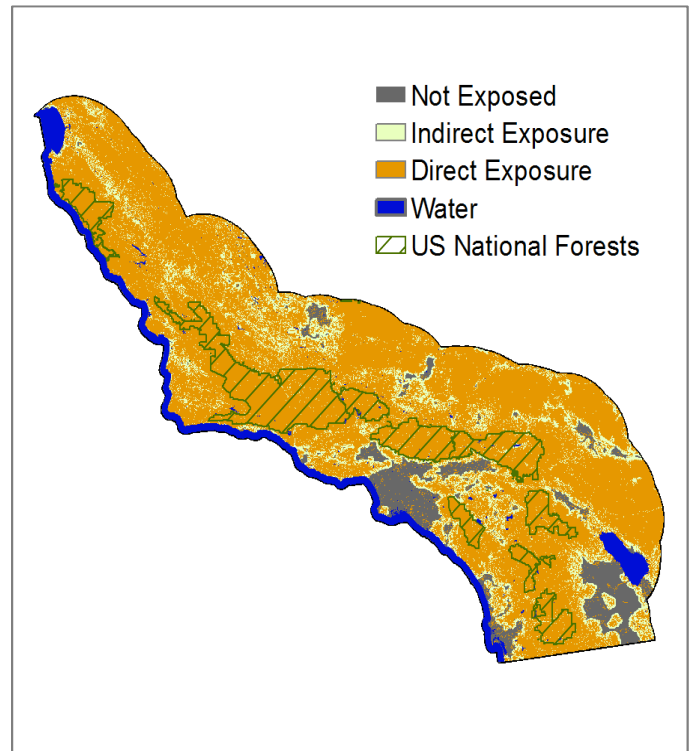 Not Exposed
Indirect Exposure
Direct Exposure
Water
US National Forests